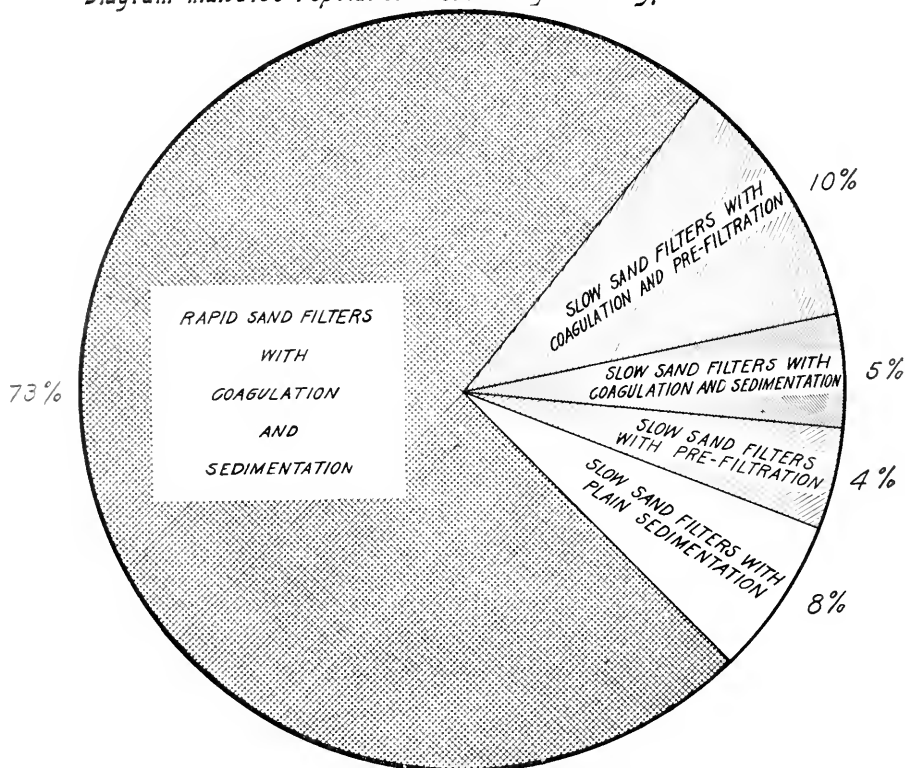 Diagram indicates
10%
SLOW SAND FILTERS WITH
COAGULATION AND PRE-FILTRATION
RAPID SAND FILTERS
WITH
COAGULATION
AND
SEDIMENTATION
73%
SLOW SAND FILTERS WITH
COAGULATION AND SEDIMENTATION
5%
SLOW SAND FILTERS
WITH PRE-FILTRATION
4%
SLOW SAND FILTERS WITH
PLAIN SEDIMENTATION
8%